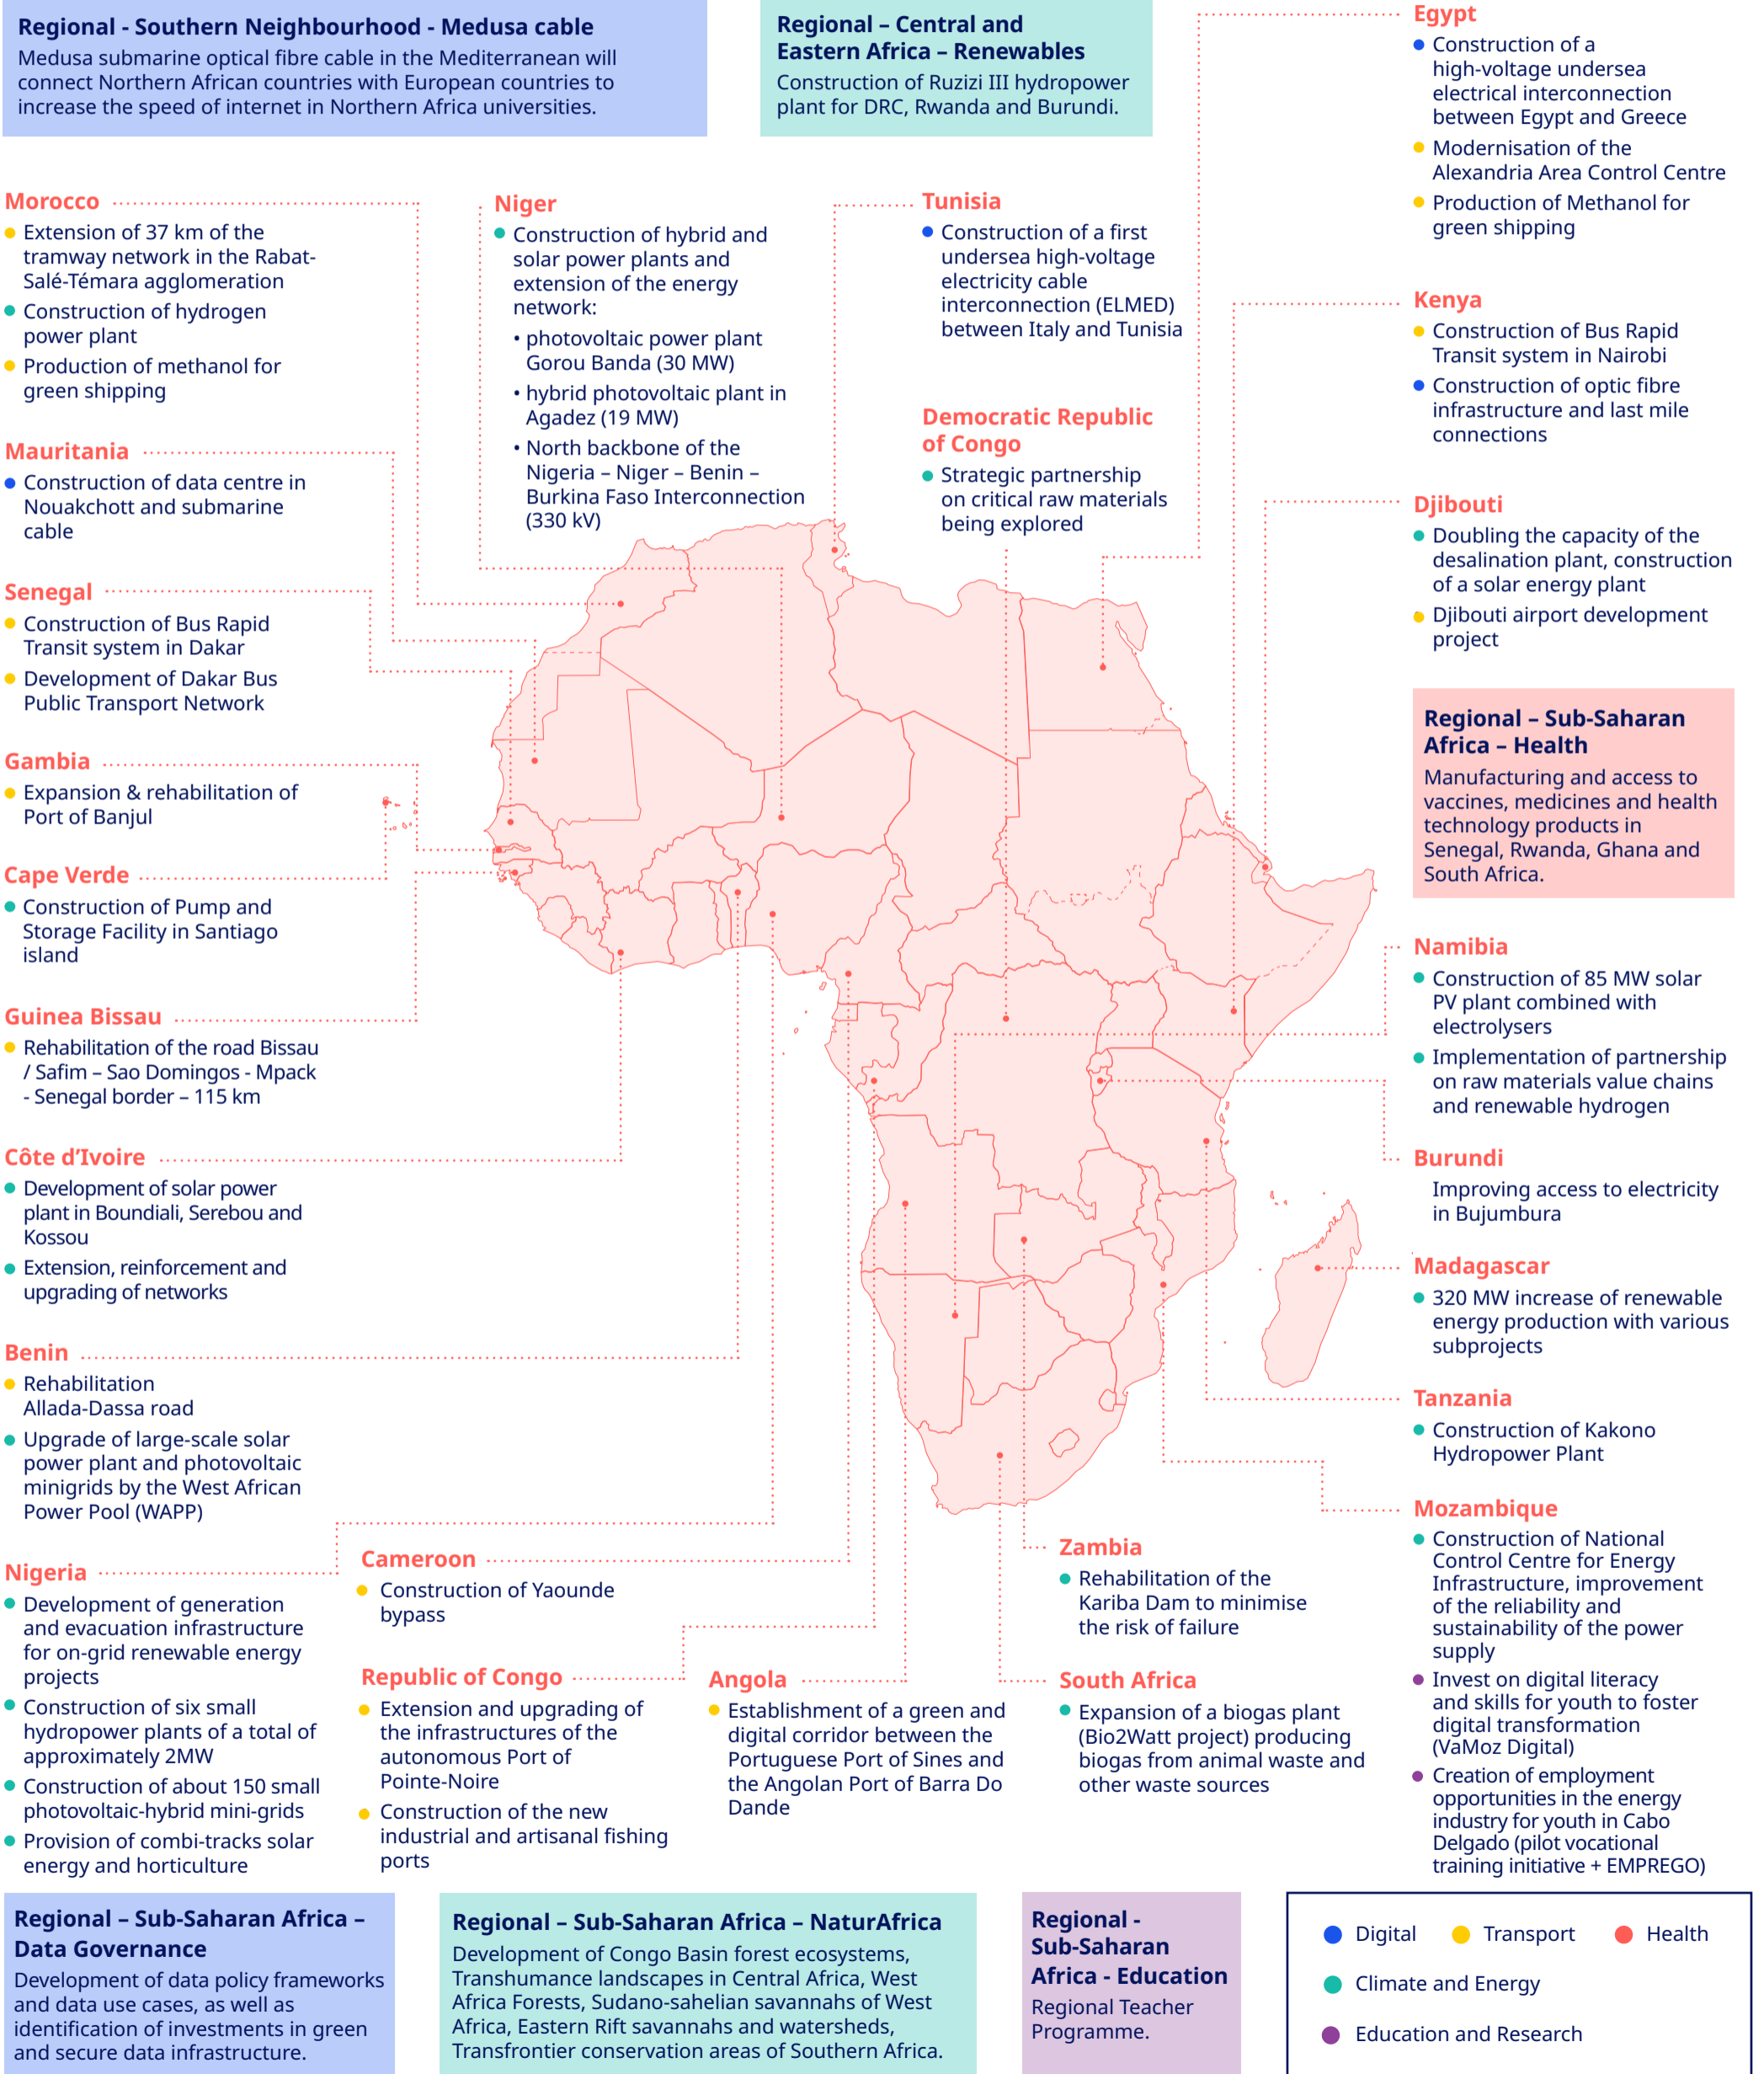 Regional - Southern Neighbourhood - Medusa cable
Medusa submarine optical fibre cable in the Mediterranean will
connect Northern African countries with European countries to
increase the speed of internet in Northern Africa universities.
Regional – Central and
Eastern Africa – Renewables
Construction of Ruzizi III hydropower
plant for DRC, Rwanda and Burundi.
Egypt
Construction of a
high-voltage undersea
electrical interconnection
between Egypt and Greece
Modernisation of the
Alexandria Area Control Centre
Production of Methanol for
green shipping
Morocco
Extension of 37 km of the
tramway network in the Rabat-
Salé-Témara agglomeration
Construction of hydrogen
power plant
Production of methanol for
green shipping
Niger
Construction of hybrid and
solar power plants and
extension of the energy
network:
• photovoltaic power plant
Gorou Banda (30 MW)
• hybrid photovoltaic plant in
Agadez (19 MW)
• North backbone of the
Nigeria – Niger – Benin –
Burkina Faso Interconnection
(330 kV)
Tunisia
Construction of a first
undersea high-voltage
electricity cable
interconnection (ELMED)
between Italy and Tunisia
Democratic Republic
of Congo
Strategic partnership
on critical raw materials
being explored
Kenya
Construction of Bus Rapid
Transit system in Nairobi
Construction of optic fibre
infrastructure and last mile
connections
Mauritania
Construction of data centre in
Nouakchott and submarine
cable
Djibouti
Doubling the capacity of the
desalination plant, construction
of a solar energy plant
Djibouti airport development
project
Senegal
Construction of Bus Rapid
Transit system in Dakar
Development of Dakar Bus
Public Transport Network
Regional – Sub-Saharan
Africa – Health
Manufacturing and access to
vaccines, medicines and health
technology products in
Senegal, Rwanda, Ghana and
South Africa.
Gambia
Expansion & rehabilitation of
Port of Banjul
Cape Verde
Construction of Pump and
Storage Facility in Santiago
island
Namibia
Construction of 85 MW solar
PV plant combined with
electrolysers
Implementation of partnership
on raw materials value chains
and renewable hydrogen
Guinea Bissau
Rehabilitation of the road Bissau
/ Safim – Sao Domingos - Mpack
- Senegal border – 115 km
Côte d’Ivoire
Development of solar power
plant in Boundiali, Serebou and
Kossou
Extension, reinforcement and
upgrading of networks
Burundi
Improving access to electricity
in Bujumbura
Madagascar
320 MW increase of renewable
energy production with various
subprojects
Benin
Rehabilitation
Allada-Dassa road
Upgrade of large-scale solar
power plant and photovoltaic
minigrids by the West African
Power Pool (WAPP)
Tanzania
Construction of Kakono
Hydropower Plant
Mozambique
Construction of National
Control Centre for Energy
Infrastructure, improvement
of the reliability and
sustainability of the power
supply
Invest on digital literacy
and skills for youth to foster
digital transformation
(VaMoz Digital)
Creation of employment
opportunities in the energy
industry for youth in Cabo
Delgado (pilot vocational
training initiative + EMPREGO)
Nigeria
Development of generation
and evacuation infrastructure
for on-grid renewable energy
projects
Construction of six small
hydropower plants of a total of
approximately 2MW
Construction of about 150 small
photovoltaic-hybrid mini-grids
Provision of combi-tracks solar
energy and horticulture
Cameroon
Construction of Yaounde
bypass
Republic of Congo
Extension and upgrading of
the infrastructures of the
autonomous Port of
Pointe-Noire
Construction of the new
industrial and artisanal fishing
ports
Angola
Establishment of a green and
digital corridor between the
Portuguese Port of Sines and
the Angolan Port of Barra Do
Dande
Zambia
Rehabilitation of the
Kariba Dam to minimise
the risk of failure
South Africa
Expansion of a biogas plant
(Bio2Watt project) producing
biogas from animal waste and
other waste sources
Regional – Sub-Saharan Africa –
Data Governance
Development of data policy frameworks
and data use cases, as well as
identification of investments in green
and secure data infrastructure.
Regional – Sub-Saharan Africa – NaturAfrica
Development of Congo Basin forest ecosystems,
Transhumance landscapes in Central Africa, West
Africa Forests, Sudano-sahelian savannahs of West
Africa, Eastern Rift savannahs and watersheds,
Transfrontier conservation areas of Southern Africa.
Regional -
Sub-Saharan
Africa - Education
Regional Teacher
Programme.
Digital
Transport
Health
Climate and Energy
Education and Research